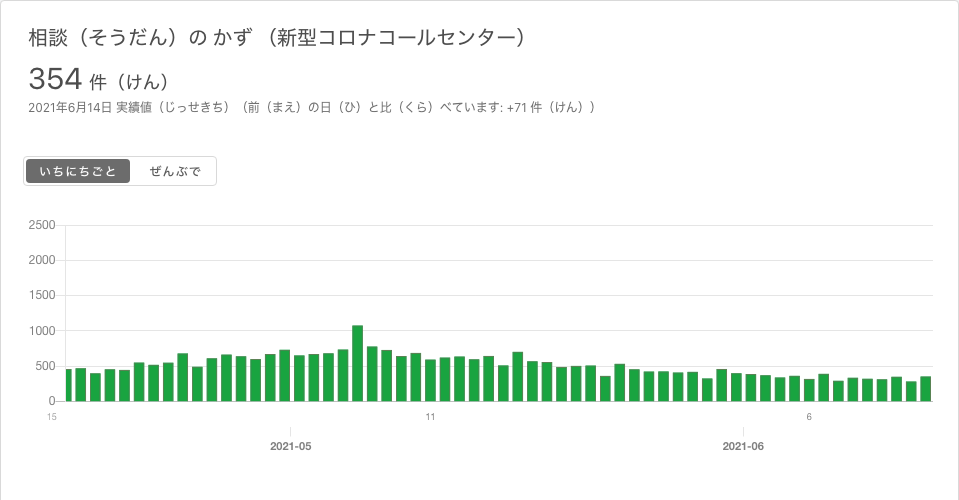 相談（そうだん）の かず （新型コロナコールセンター）
354 件（けん）
2021年6月14日 実績値（じっせきち）（前（まえ）の日（ひ）と比（くら）べています: +71 件（けん））
いちにちごと ぜんぶで
2500
2000
1500
1000
500
0
15 11 6
2021-05 2021-06